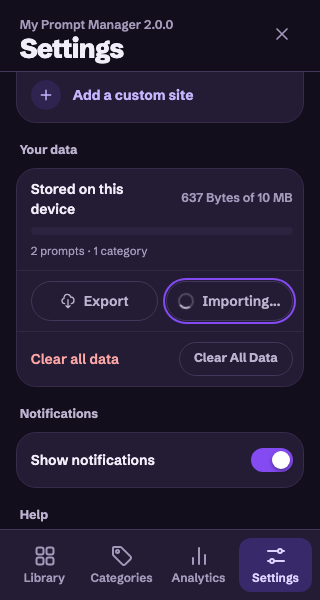 My Prompt Manager 2.0.0
Settings
Add a custom site
Your data
Stored on this
device
637 Bytes of 10 MB
2 prompts · 1 category
Export
Importing...
Clear all data
Clear All Data
Notifications
Show notifications
Help
Library
Categories
Analytics
Settings